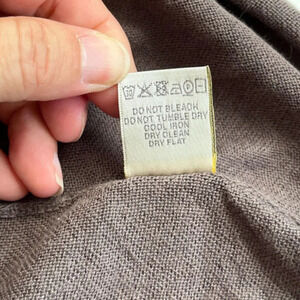 DO NOT BLEACH
DO NOT TUMBLE DRY
COOL IRON
DRY CLEAN
DRY FLAT